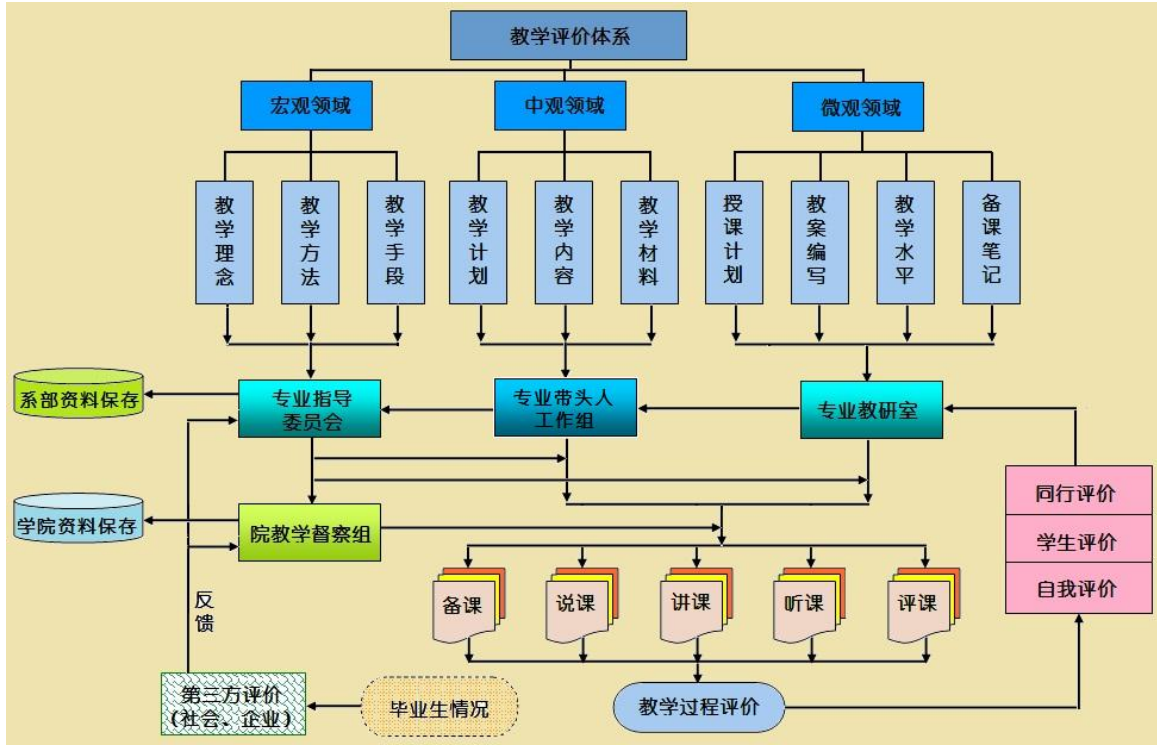 教学评价体系
宏观领域
中观领域
微观领域
教学理念
教学方法
教学手段
教学计划
教学内容
教学材料
授课计划
教案编写
教学水平
备课笔记
系部资料保存
专业指导
委员会
专业带头人
工作组
专业教研室
学院资料保存
院教学督察组
同行评价
学生评价
自我评价
备课
说课
讲课
听课
评课
反馈
第三方评价
(社会、企业)
毕业生情况
教学过程评价